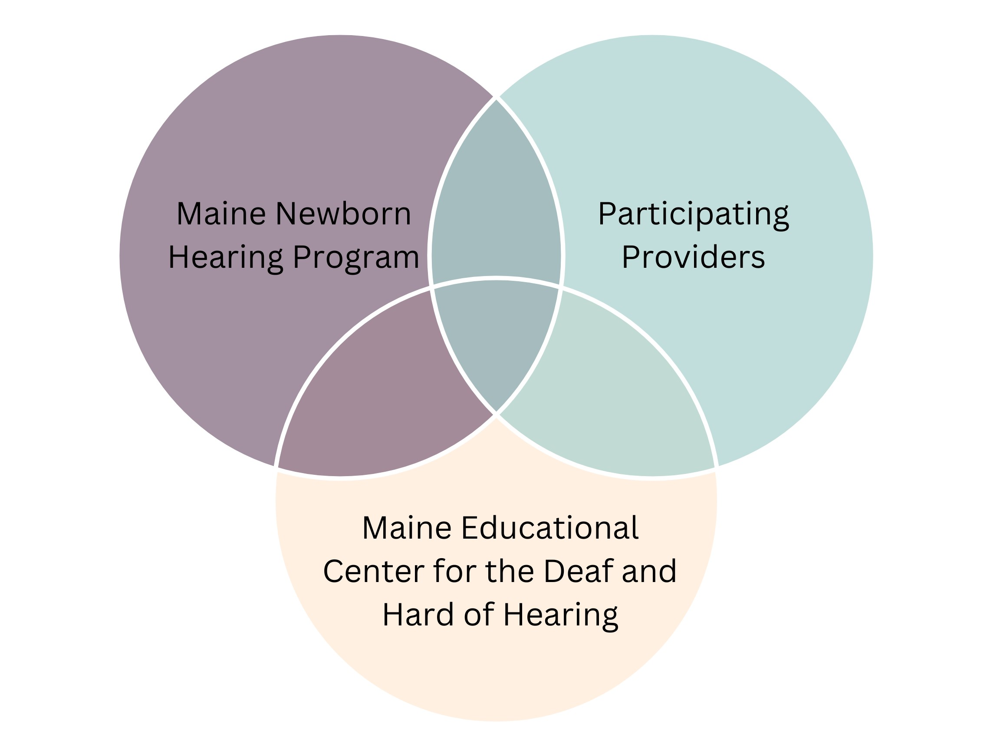 Maine Newborn
Hearing Program
Participating
Providers
Maine Educational
Center for the Deaf and
Hard of Hearing